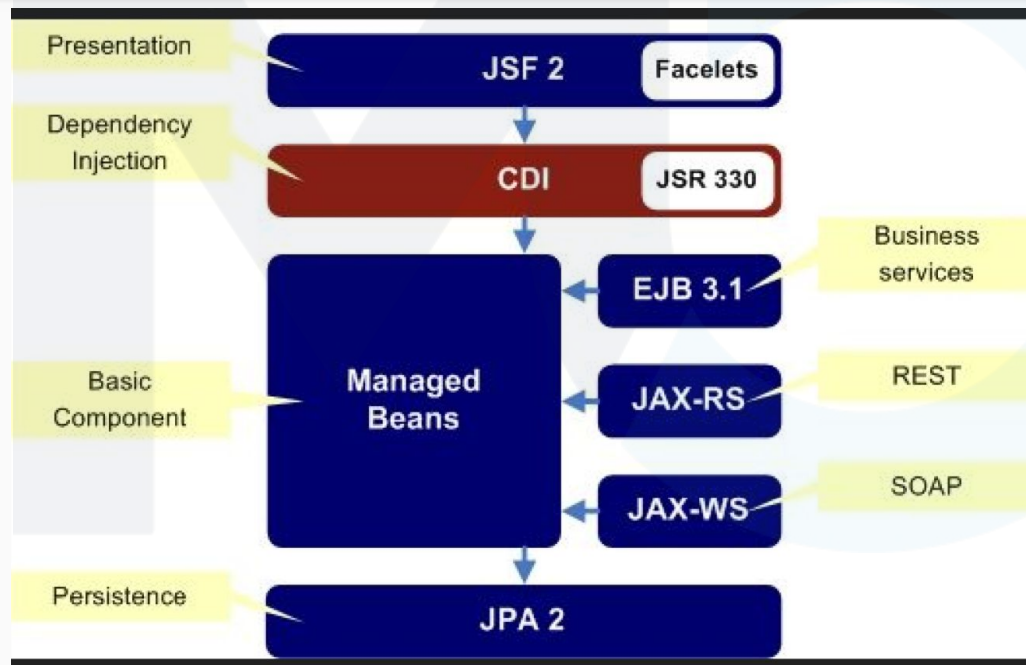 Presentation
JSF 2
Facelets
Dependency
Injection
CDI
JSR 330
Business
services
EJB 3.1
Basic
Component
Managed
Beans
JAX-RS
REST
JAX-WS
SOAP
Persistence
JPA 2